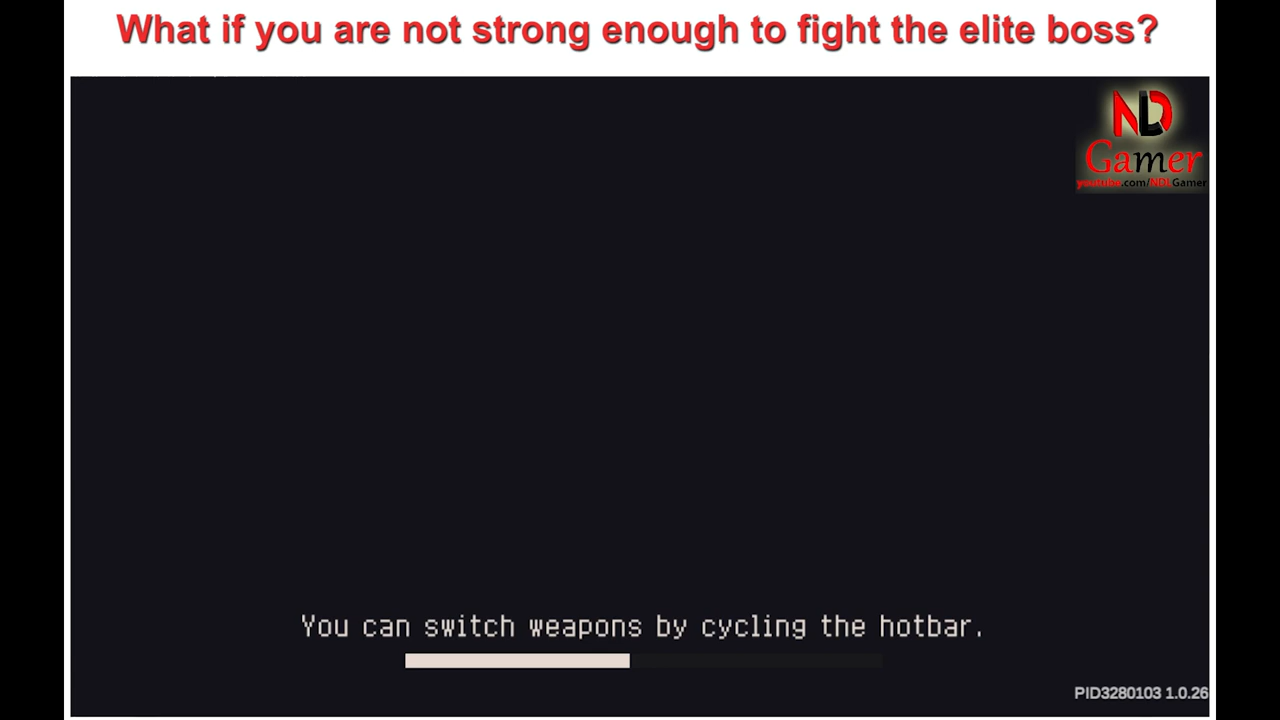 What if you are not strong enough to fight the elite boss?
NDL
Gamer
youtube.com/NDLGamer
You can switch weapons by cycling the hotbar.
PID3280103 1.0.26